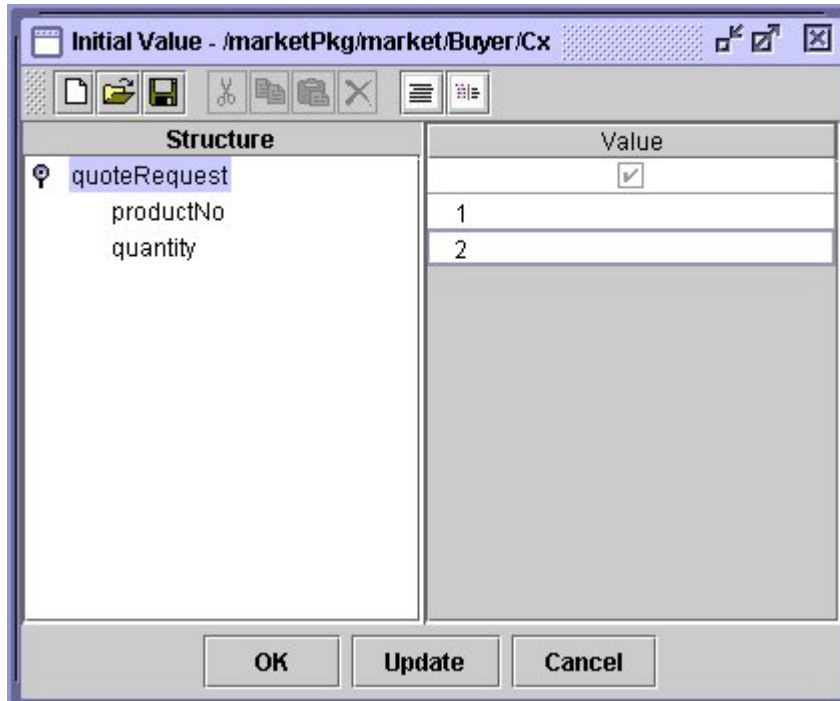 Initial Value - /marketPkg/market/Buyer/Cx
Structure Value
quoteRequest
productNo 1
quantity 2
OK Update Cancel